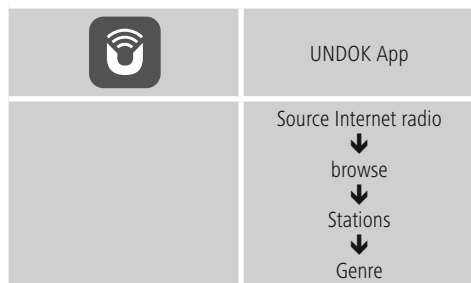 UNDOK App
Source Internet radio
🡻
browse
🡻
Stations
🡻
Genre